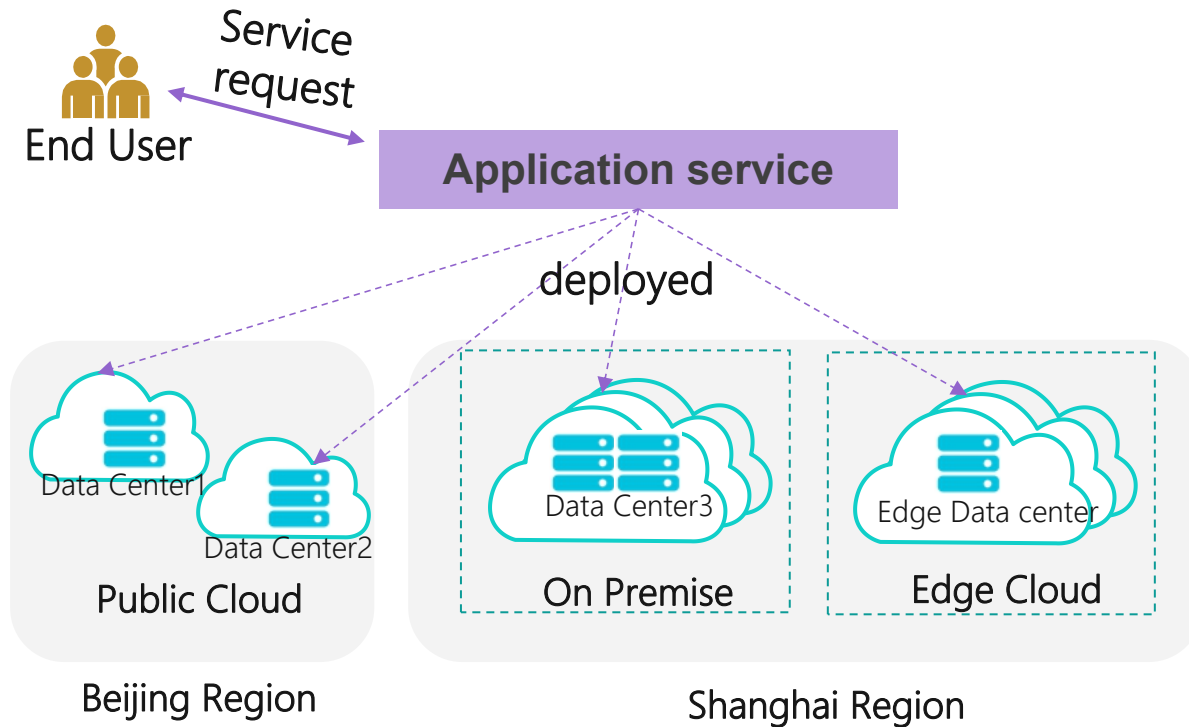 Service
request
End User
Application service
deployed
Data Center1
Data Center2
Data Center3
Edge Data center
Public Cloud
On Premise
Edge Cloud
Beijing Region
Shanghai Region